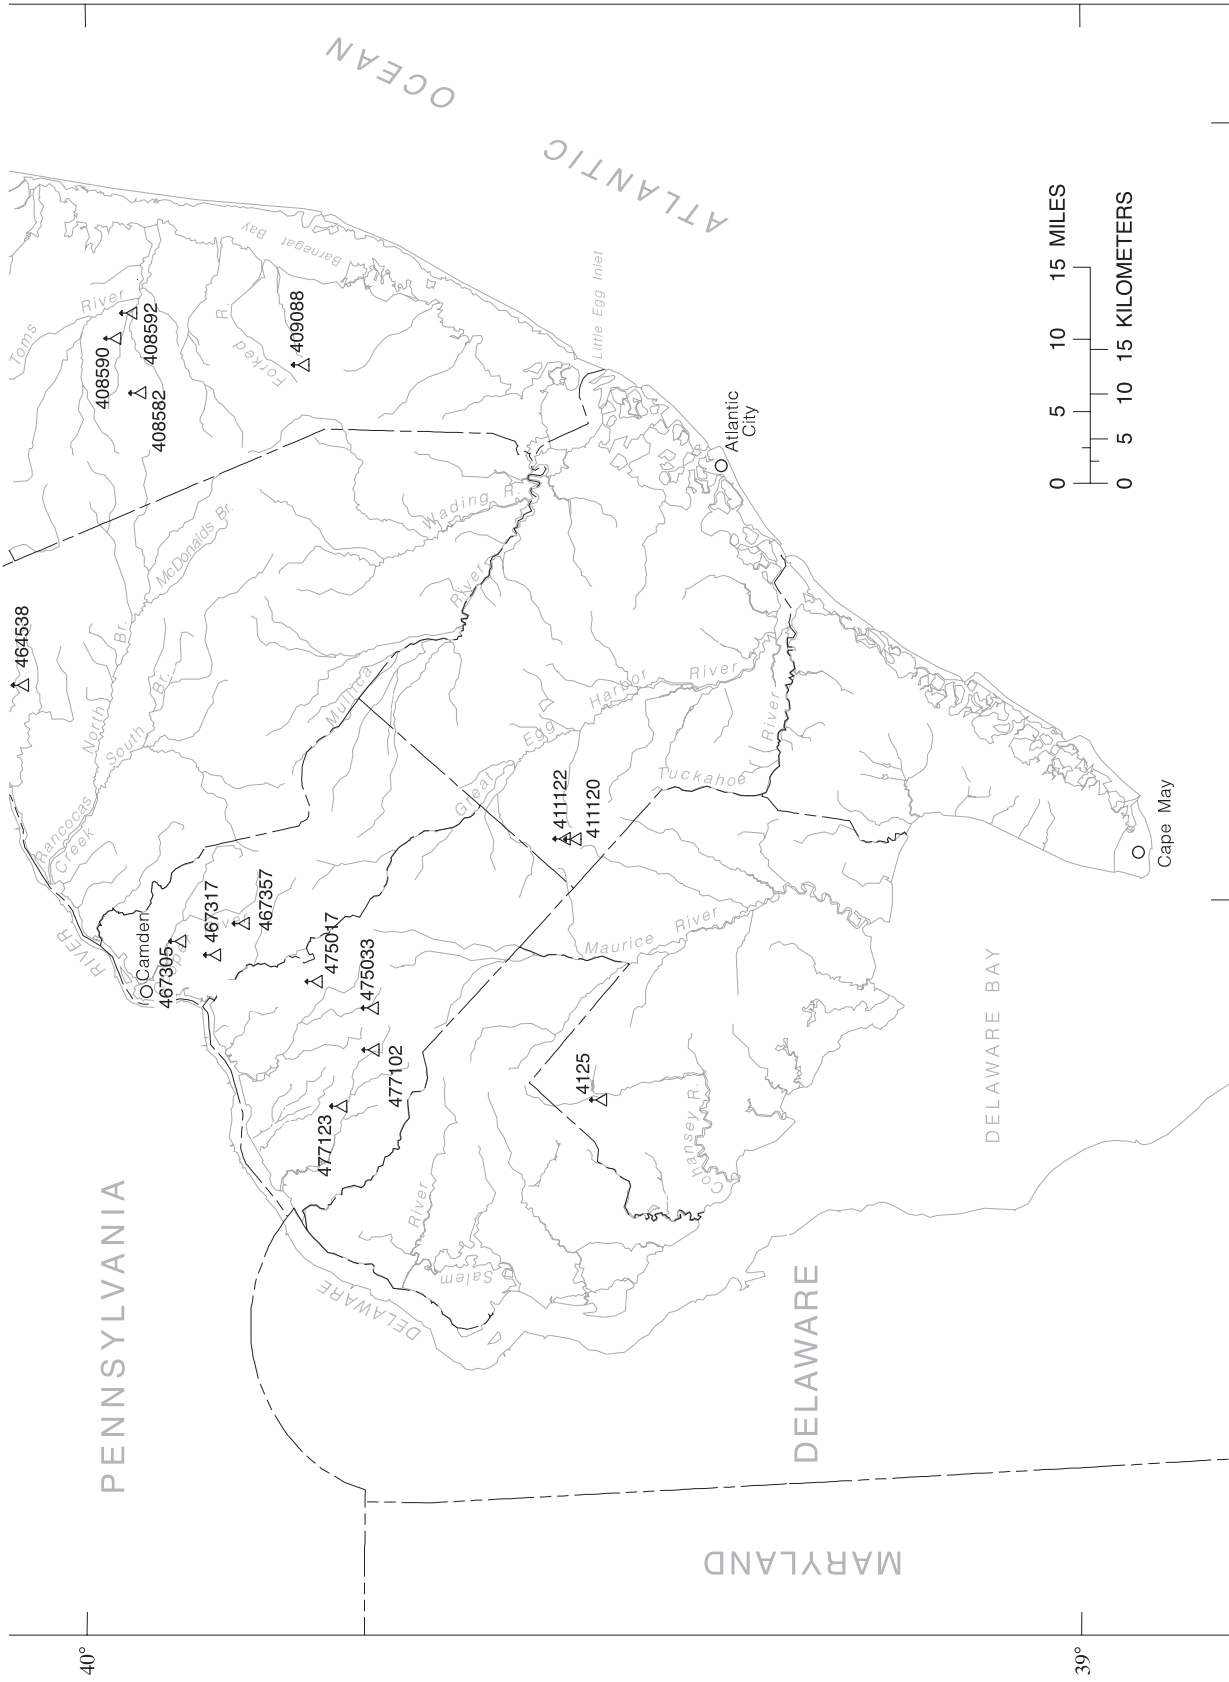 40°
39°
PENNSYLVANIA
MARYLAND
DELAWARE
DELAWARE BAY
ATLANTIC
OCEAN
DELAWARE
RIVER
Camden
Atlantic
City
Cape May
Toms
River
Forked
R.
Barnegat Bay
Little Egg Inlet
Rancocas
Creek
North
Br.
South
Br.
McDonalds Br.
Wading R.
Mullica
River
Great
Egg
Harbor
River
Tuckahoe
River
Maurice
River
Cohansey R.
Salem
River
464538
408590
408592
408582
409088
411122
411120
467305
467317
467357
475017
475033
477102
477123
4125
0 5 10 15 MILES
0 5 10 15 KILOMETERS